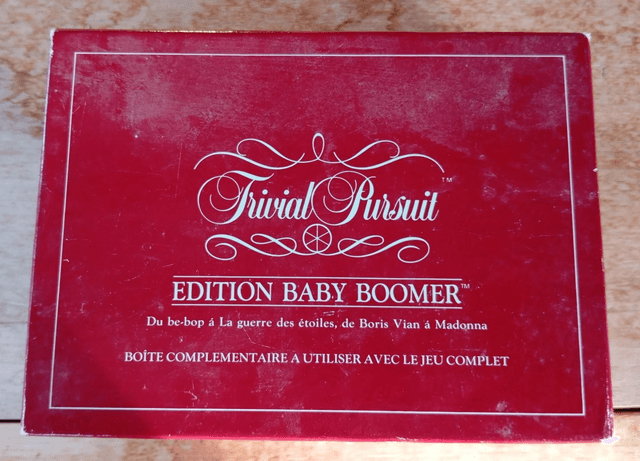 Trivial Pursuit™
EDITION BABY BOOMER™
Du be-bop á La guerre des étoiles, de Boris Vian á Madonna
BOÎTE COMPLEMENTAIRE A UTILISER AVEC LE JEU COMPLET